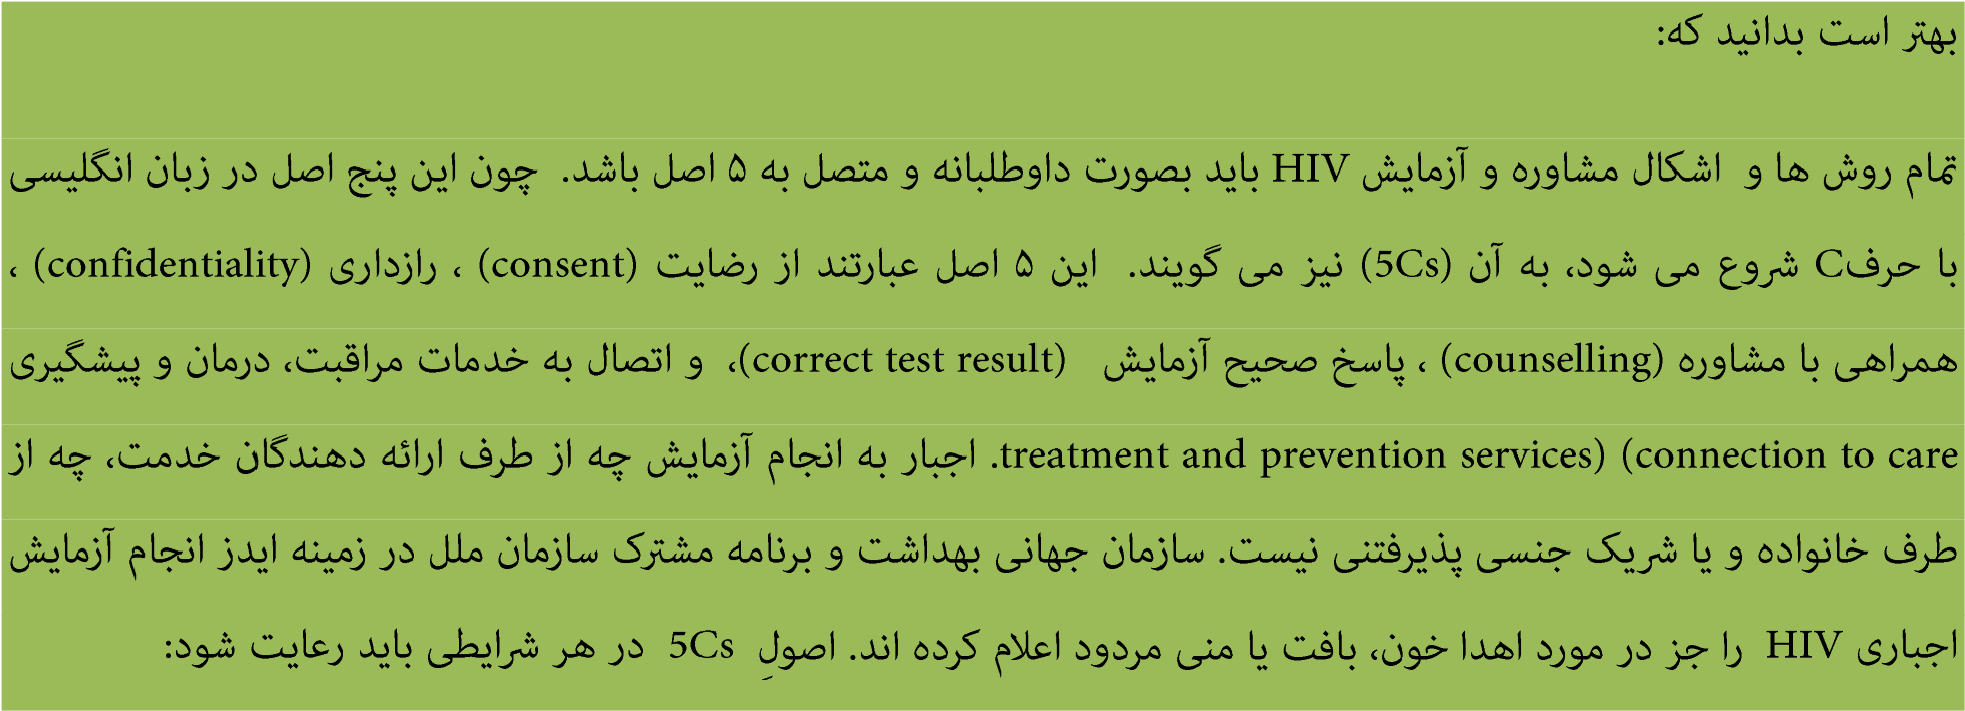 بهتر است بدانید که:
تمام روش ها و اشکال مشاوره و آزمایش HIV باید بصورت داوطلبانه و متصل به ۵ اصل باشد. چون این پنج اصل در زبان انگلیسی
با حرفC شروع می شود، به آن (5Cs) نیز می گویند. این ۵ اصل عبارتند از رضایت (consent) ، رازداری (confidentiality) ،
همراهی با مشاوره (counselling) ، پاسخ صحیح آزمایش (correct test result)، و اتصال به خدمات مراقبت، درمان و پیشگیری
connection to care) (treatment and prevention services. اجبار به انجام آزمایش چه از طرف ارائه دهندگان خدمت، چه از
طرف خانواده و یا شریک جنسی پذیرفتنی نیست. سازمان جهانی بهداشت و برنامه مشترک سازمان ملل در زمینه ایدز انجام آزمایش
اجباری HIV را جز در مورد اهدا خون، بافت یا منی مردود اعلام کرده اند. اصولِ 5Cs در هر شرایطی باید رعایت شود: